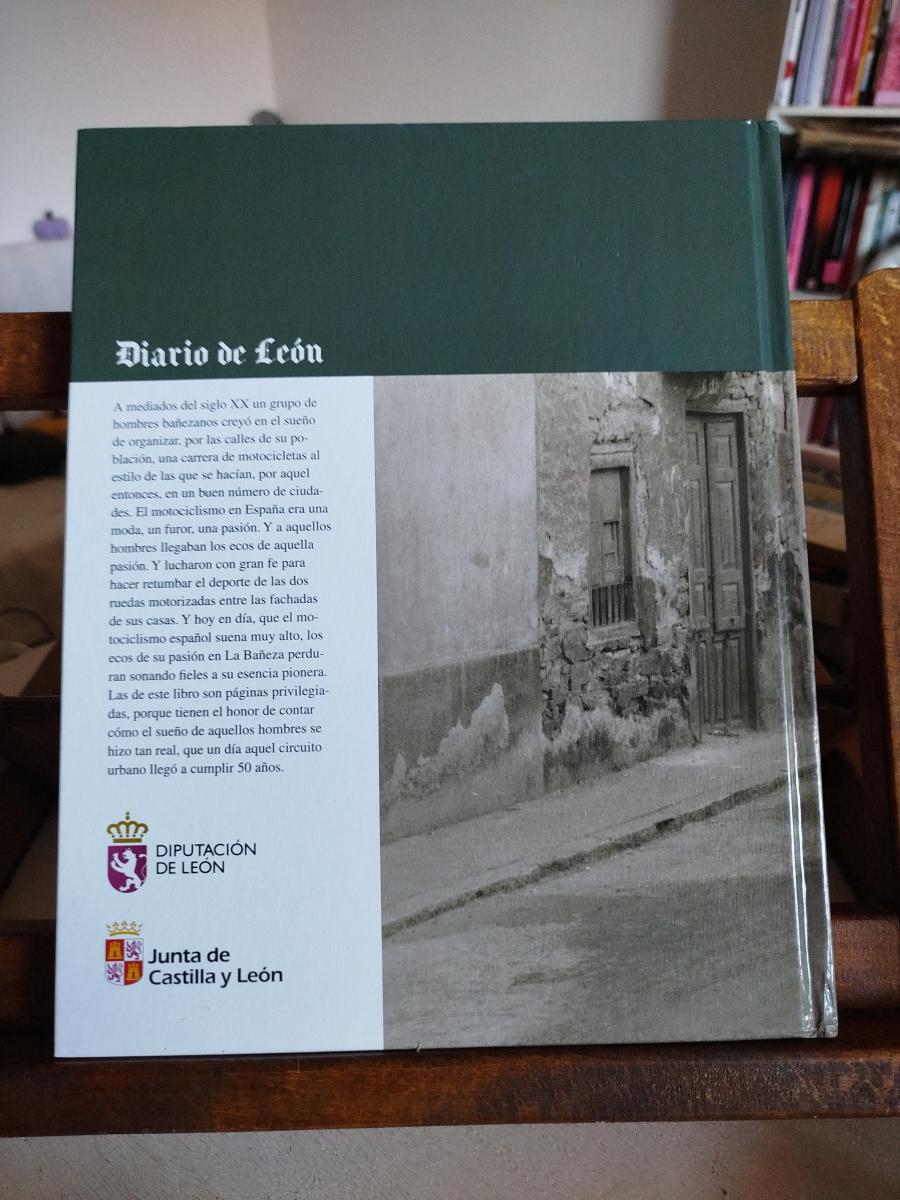 Diario de León
A mediados del siglo XX un grupo de
hombres bañezanos creyó en el sueño
de organizar, por las calles de su po-
blación, una carrera de motocicletas al
estilo de las que se hacían, por aquel
entonces, en un buen número de ciuda-
des. El motociclismo en España era una
moda, un furor, una pasión. Y a aquellos
hombres llegaban los ecos de aquella
pasión. Y lucharon con gran fe para
hacer retumbar el deporte de las dos
ruedas motorizadas entre las fachadas
de sus casas. Y hoy en día, que el mo-
tociclismo español suena muy alto, los
ecos de su pasión en La Bañeza perdu-
ran sonando fieles a su esencia pionera.
Las de este libro son páginas privilegia-
das, porque tienen el honor de contar
cómo el sueño de aquellos hombres se
hizo tan real, que un día aquel circuito
urbano llegó a cumplir 50 años.
DIPUTACIÓN
DE LEÓN
Junta de
Castilla y León